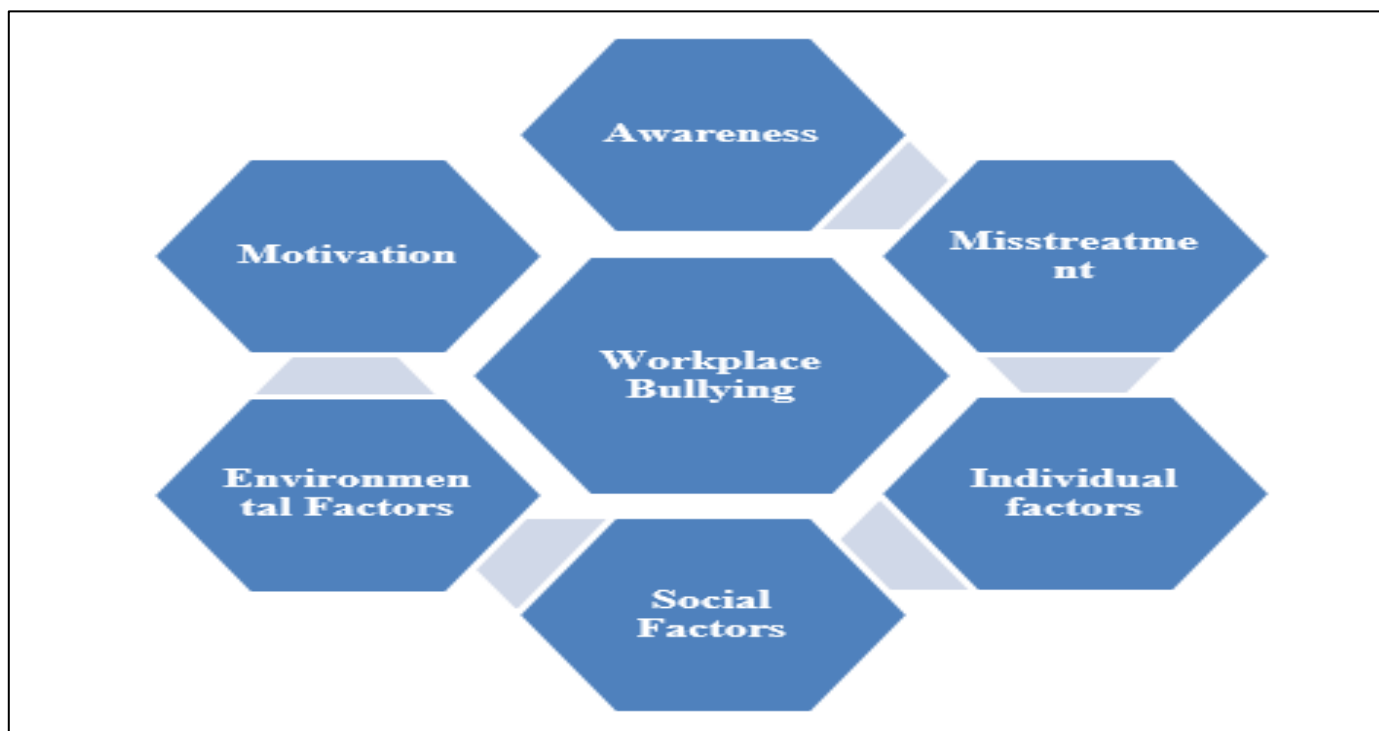 Awareness
Motivation
Misstreatme
nt
Workplace
Bullying
Environmen
tal Factors
Individual
factors
Social
Factors